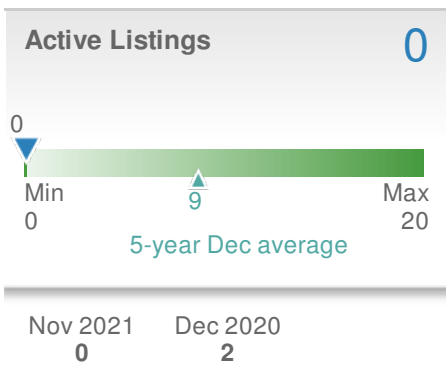 Active Listings 0
0
Min 9 Max
0 20
5-year Dec average
Nov 2021 Dec 2020
0 2